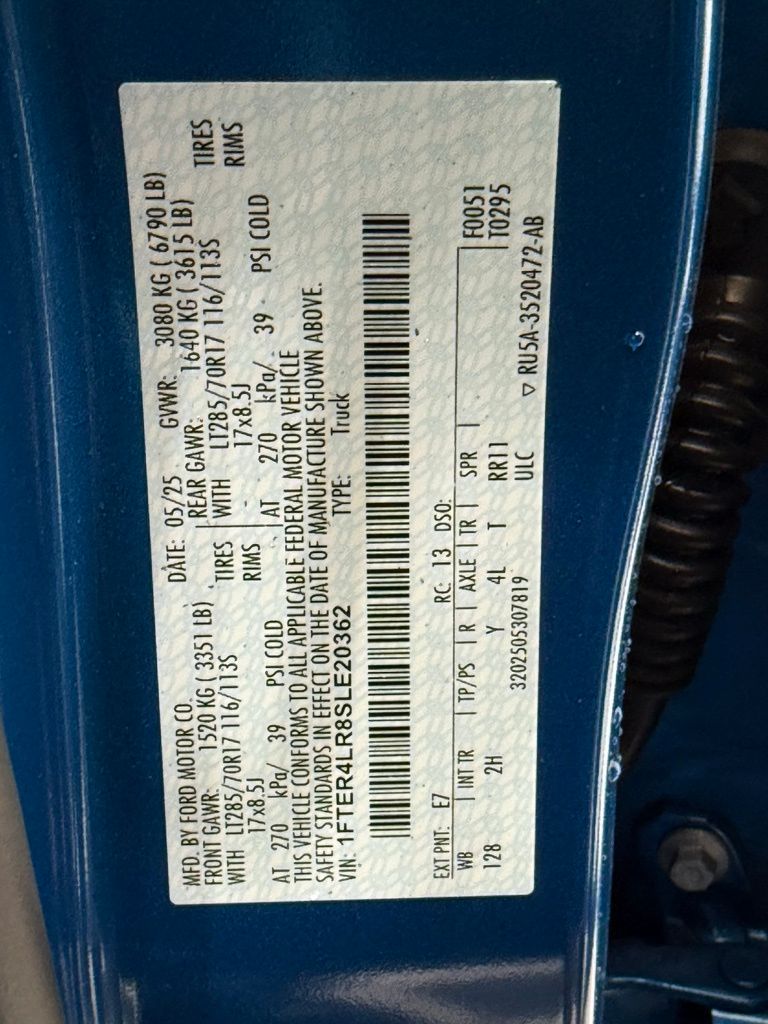 MFD. BY FORD MOTOR CO. DATE: 05/25 GVWR: 3080 KG ( 6790 LB)
FRONT GAWR: 1520 KG ( 3351 LB) REAR GAWR: 1640 KG ( 3615 LB)
WITH LT285/70R17 116/113S TIRES WITH LT285/70R17 116/113S TIRES
17x8.5J RIMS 17x8.5J RIMS
AT 270 kPa/ 39 PSI COLD AT 270 kPa/ 39 PSI COLD
THIS VEHICLE CONFORMS TO ALL APPLICABLE FEDERAL MOTOR VEHICLE
SAFETY STANDARDS IN EFFECT ON THE DATE OF MANUFACTURE SHOWN ABOVE.
VIN: 1FTER4LR8SLE20362 TYPE: Truck
EXT PNT: E7 RC: 13 DSO: F0051
WB INT TR TP/PS R AXLE TR SPR T0295
128 2H Y 4L T RR11
ULC
3202505307819 ▽ RU5A-3520472-AB